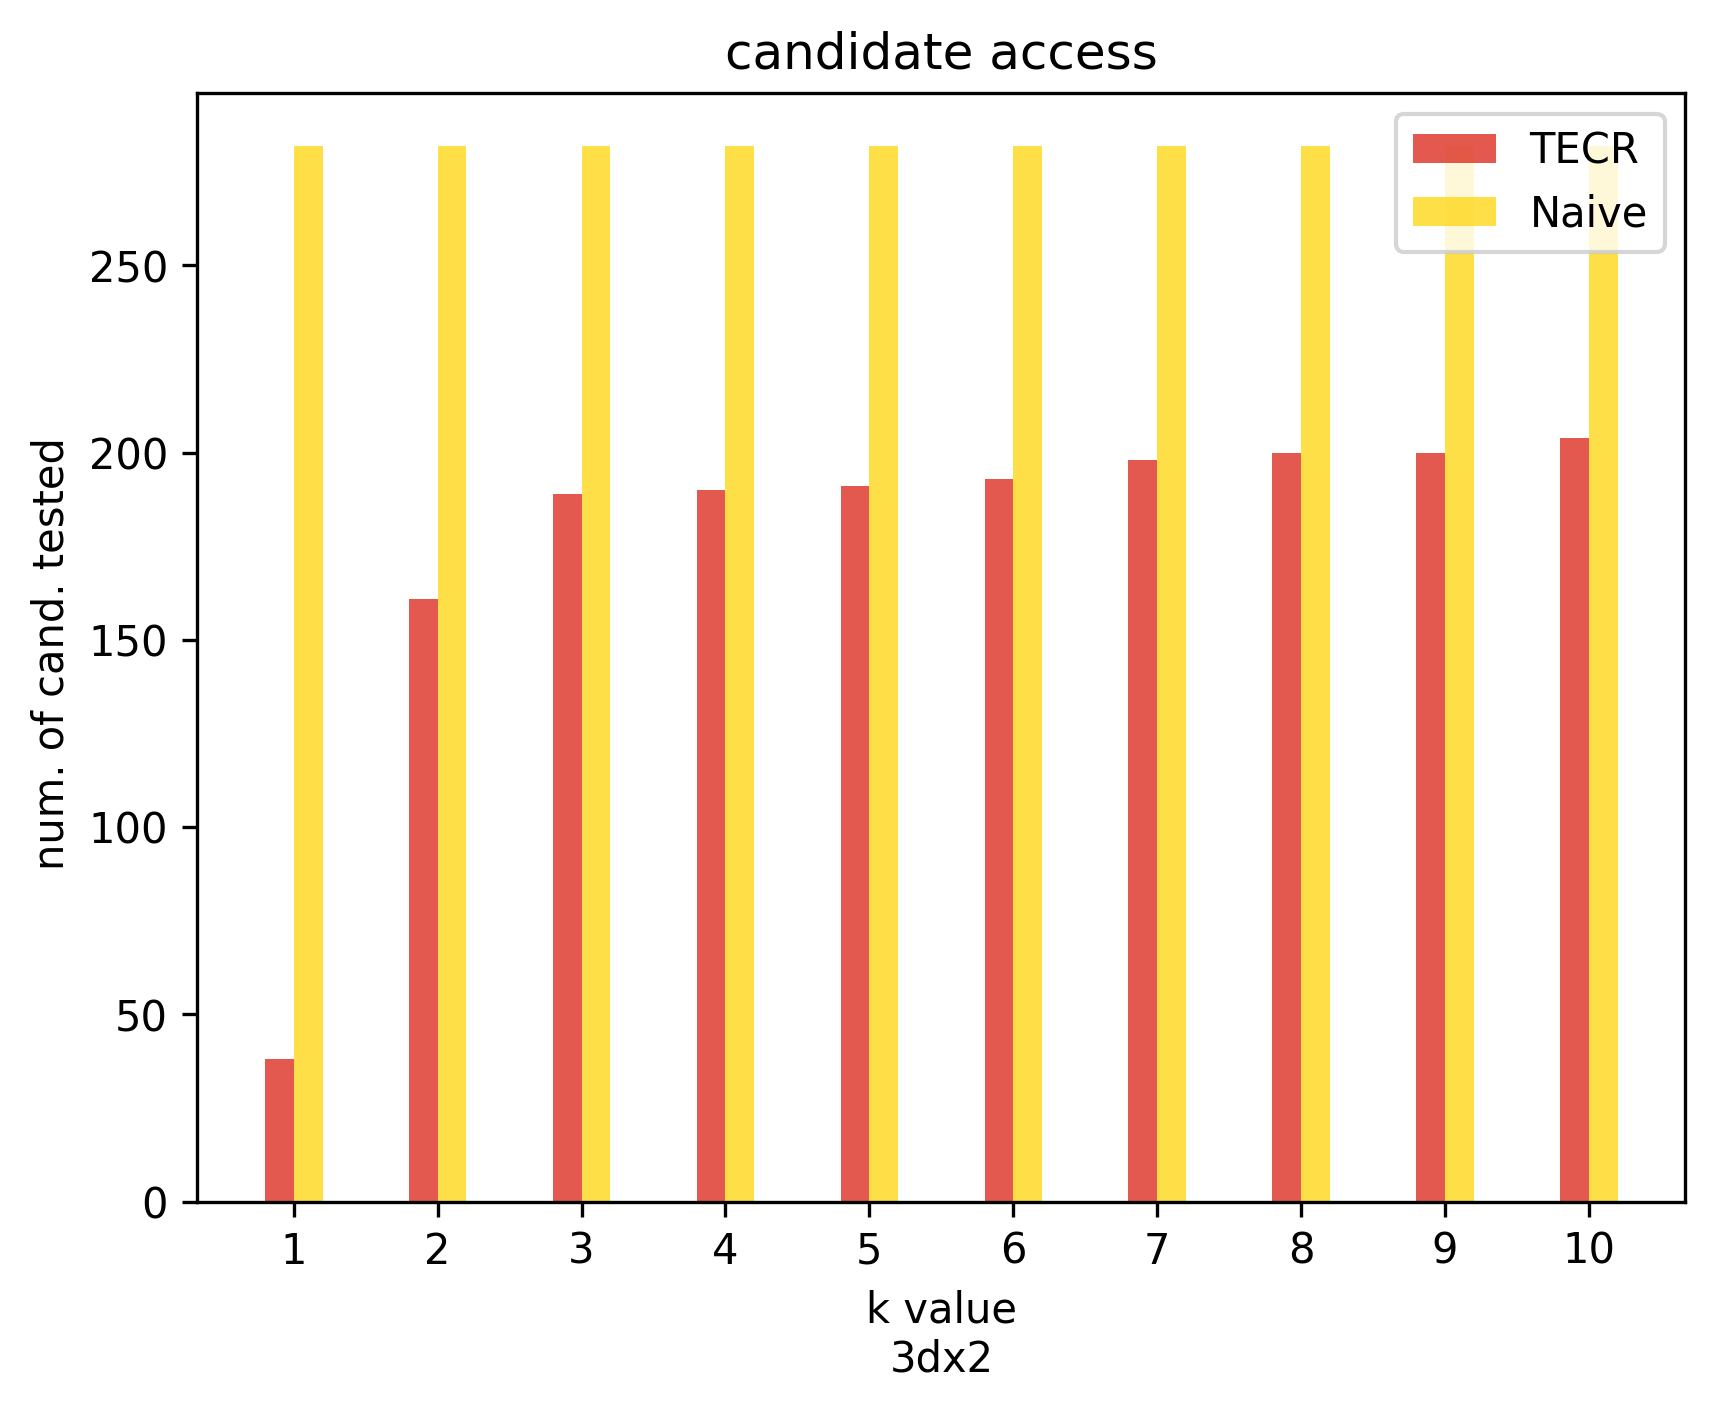 candidate access
TECR
Naive
num. of cand. tested
250
200
150
100
50
0
1 2 3 4 5 6 7 8 9 10
k value
3dx2